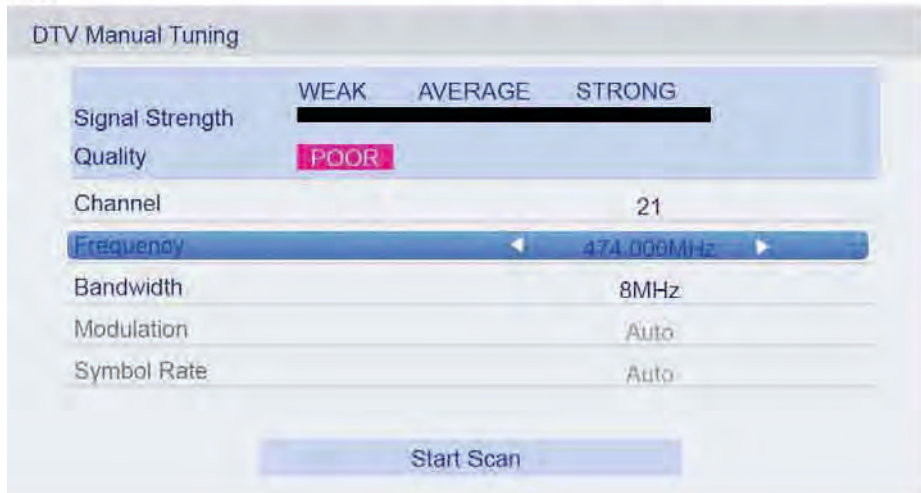 DTV Manual Tuning
WEAK AVERAGE STRONG
Signal Strength
Quality POOR
Channel 21
Frequency 474.000MHz
Bandwidth 8MHz
Modulation Auto
Symbol Rate Auto
Start Scan